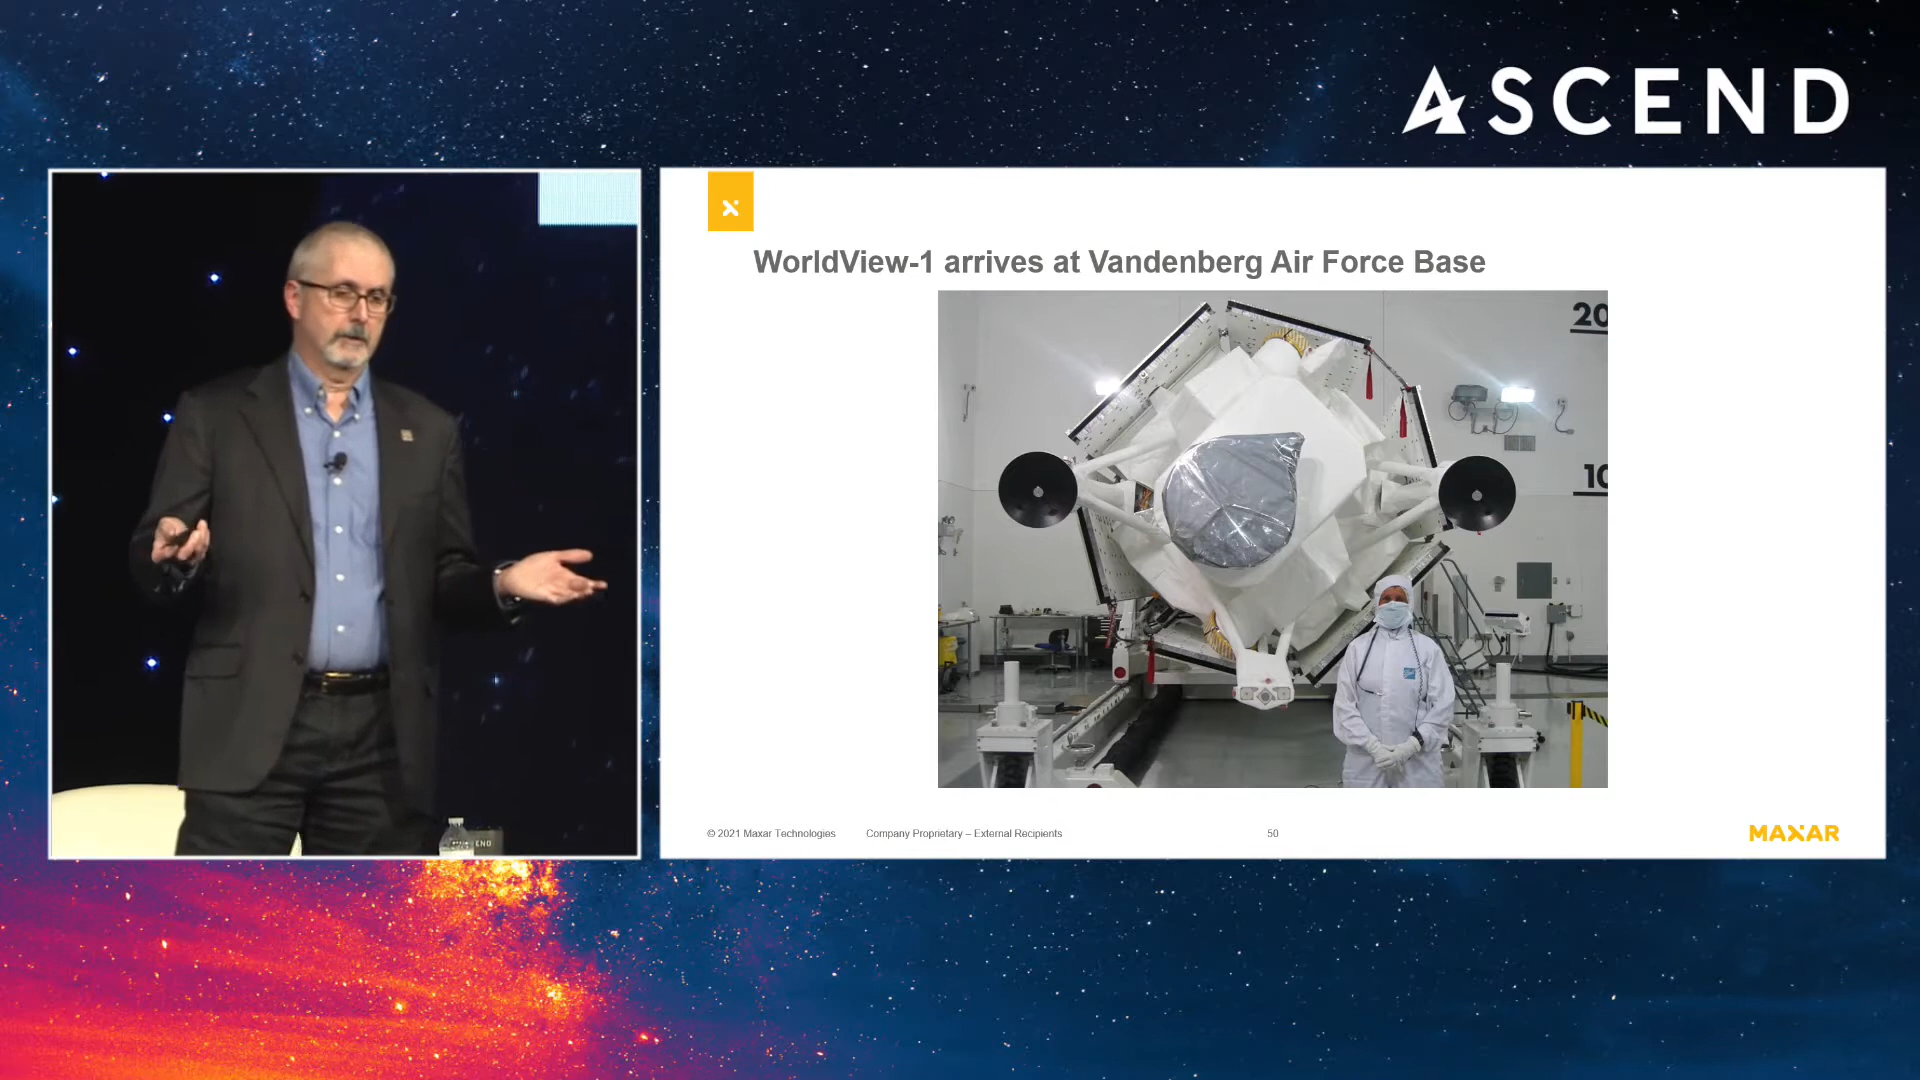 ASCEND
WorldView-1 arrives at Vandenberg Air Force Base
20
10
END
© 2021 Maxar Technologies Company Proprietary – External Recipients 50 MAXAR